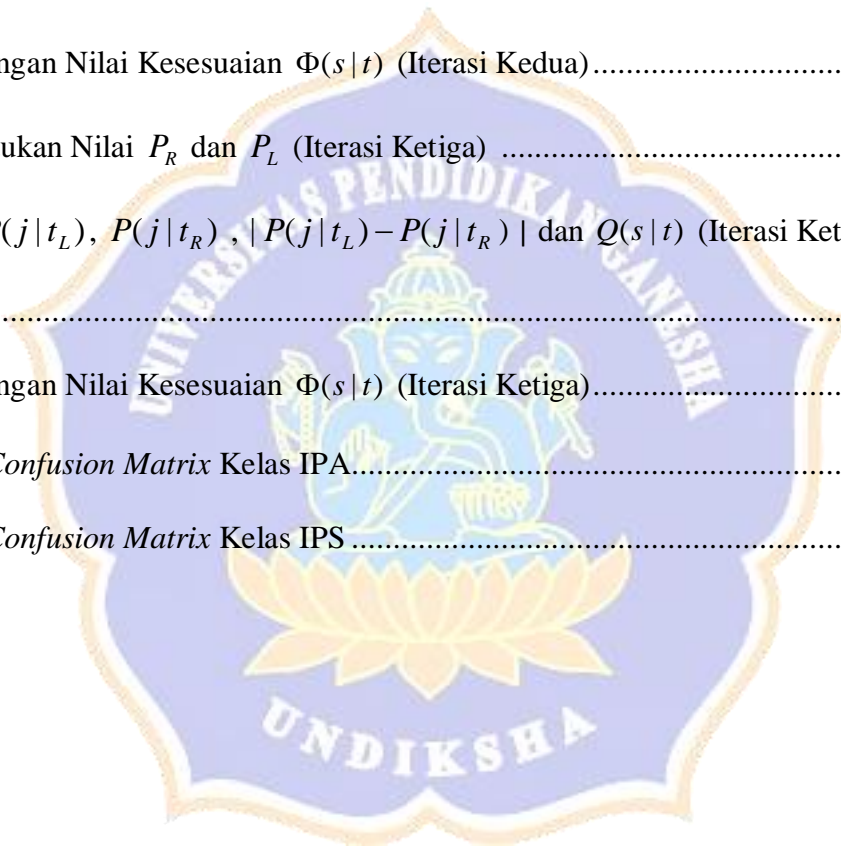 ngan Nilai Kesesuaian Φ(s | t) (Iterasi Kedua)..............................
ukan Nilai P_R dan P_L (Iterasi Ketiga) .........................................
(j | t_L), P(j | t_R) , | P(j | t_L) – P(j | t_R) | dan Q(s | t) (Iterasi Ket
.....................................................................................................
ngan Nilai Kesesuaian Φ(s | t) (Iterasi Ketiga)..............................
Confusion Matrix Kelas IPA...........................................................
Confusion Matrix Kelas IPS ...........................................................
UNIVERSITAS PENDIDIKAN GANESHA
UNDIKSHA